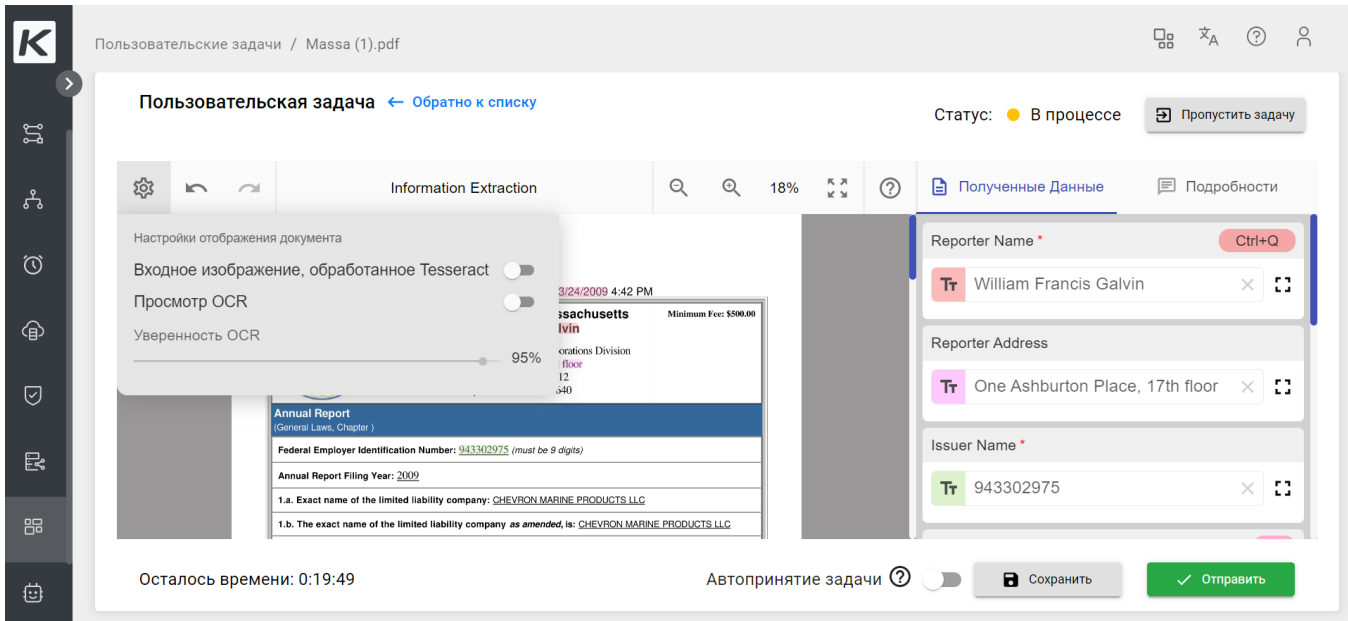 K
Пользовательские задачи / Massa (1).pdf
Пользовательская задача ← Обратно к списку
Статус: В процессе
Пропустить задачу
Information Extraction
18%
Полученные Данные
Подробности
Настройки отображения документа
Входное изображение, обработанное Tesseract
Просмотр OCR
Уверенность OCR
95%
3/24/2009 4:42 PM
ssachusetts
Minimum Fee: $500.00
lvin
orations Division
floor
12
640
Annual Report
(General Laws, Chapter )
Federal Employer Identification Number: 943302975 (must be 9 digits)
Annual Report Filing Year: 2009
1.a. Exact name of the limited liability company: CHEVRON MARINE PRODUCTS LLC
1.b. The exact name of the limited liability company as amended, is: CHEVRON MARINE PRODUCTS LLC
Reporter Name *
Ctrl+Q
William Francis Galvin
Reporter Address
One Ashburton Place, 17th floor
Issuer Name *
943302975
Осталось времени: 0:19:49
Автопринятие задачи
Сохранить
Отправить